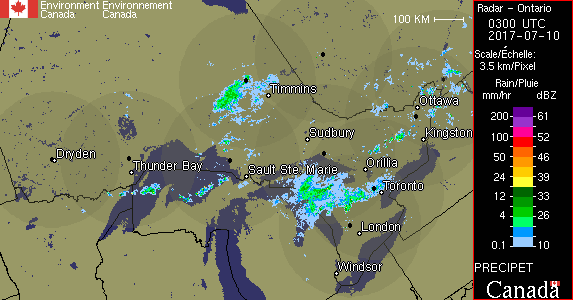 Environment Environnement
Canada Canada
100 KM
Timmins
Ottawa
Sudbury
Kingston
Dryden
Thunder Bay
Sault Ste. Marie
Orillia
Toronto
London
Windsor
Radar - Ontario
0300 UTC
2017-07-10
Scale/Échelle:
3.5 km/Pixel
Rain/Pluie
mm/hr dBZ
200 61
100 52
50 46
24 39
12 33
4 26
0.1 10
PRECIPET
Canada